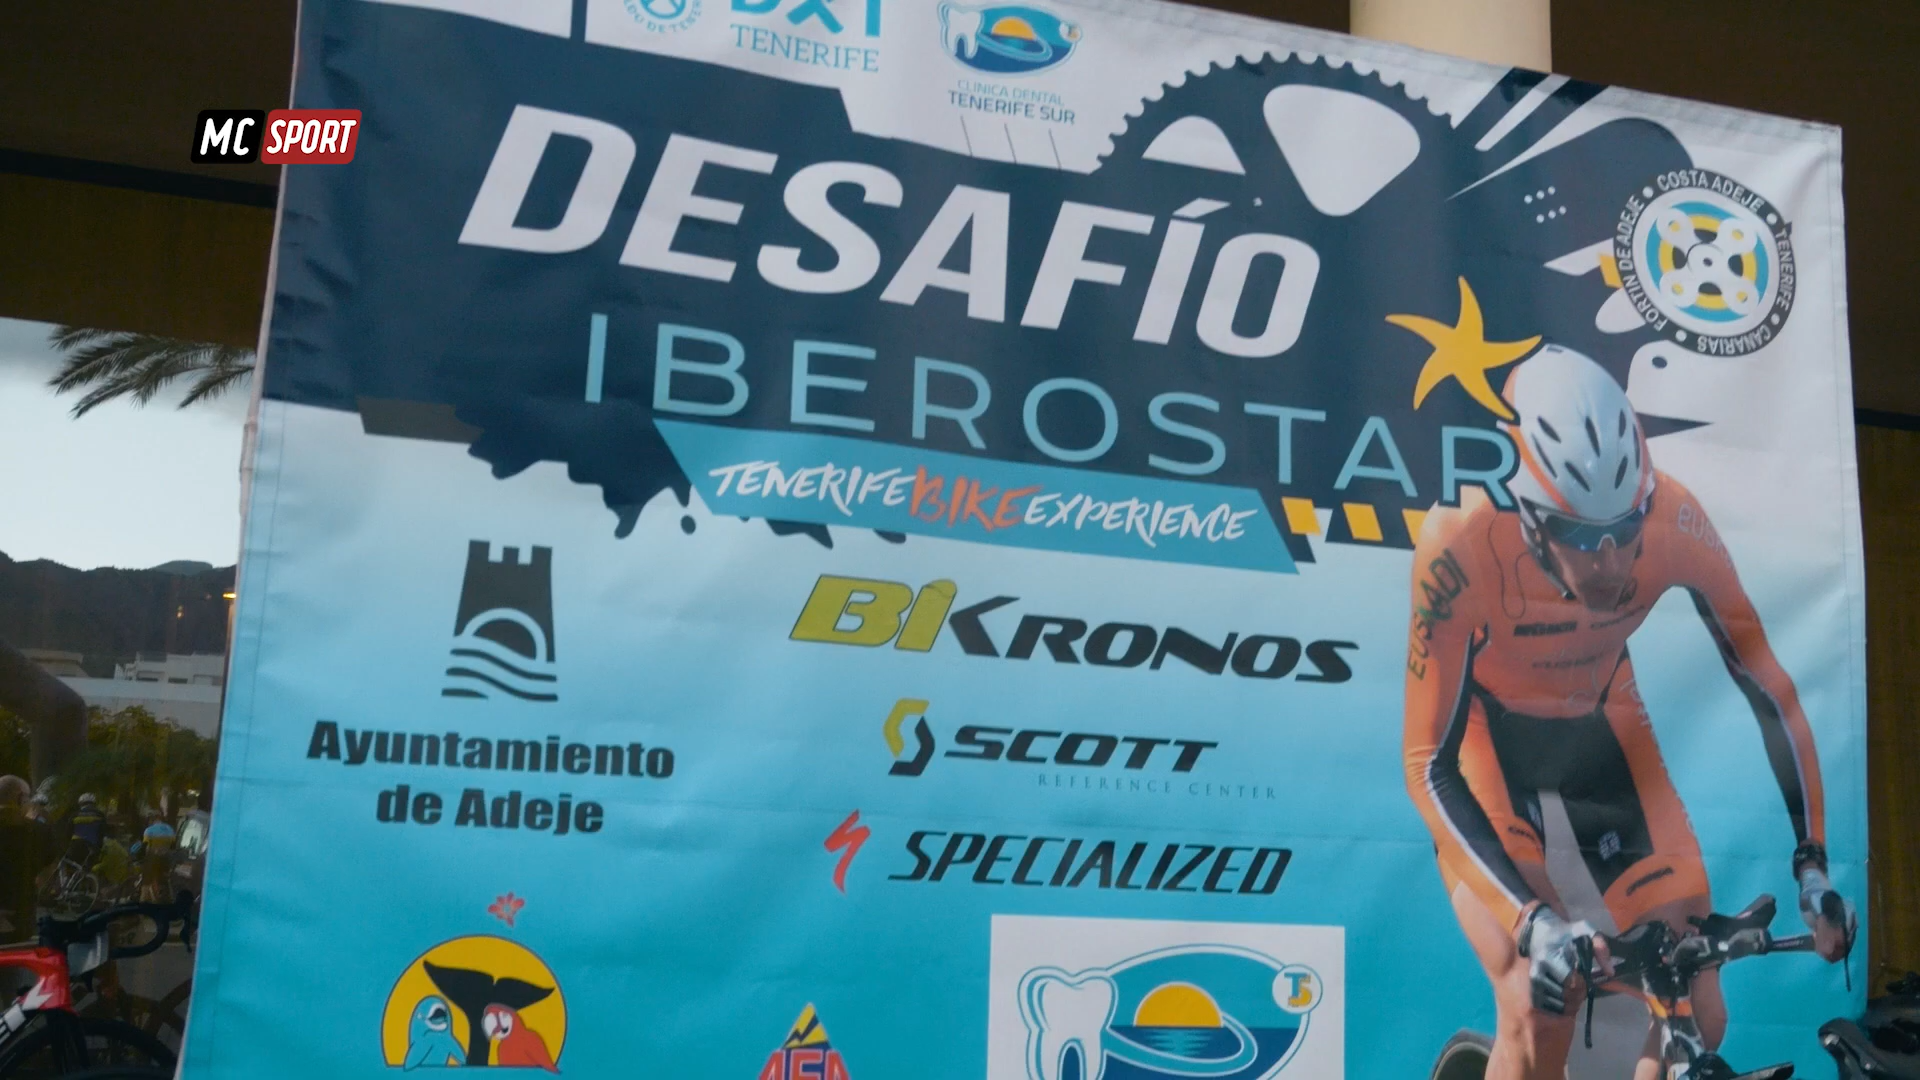 TENERIFE
CLINICA DENTAL
TENERIFE SUR
MC SPORT
DESAFÍO
IBEROSTAR
TENERIFE BIKE EXPERIENCE
COSTA ADEJE • TENERIFE • CANARIAS • FORTIN DE ADEJE •
BIKRONOS
EUSKADI
Ayuntamiento
de Adeje
SCOTT
REFERENCE CENTER
SPECIALIZED
TS